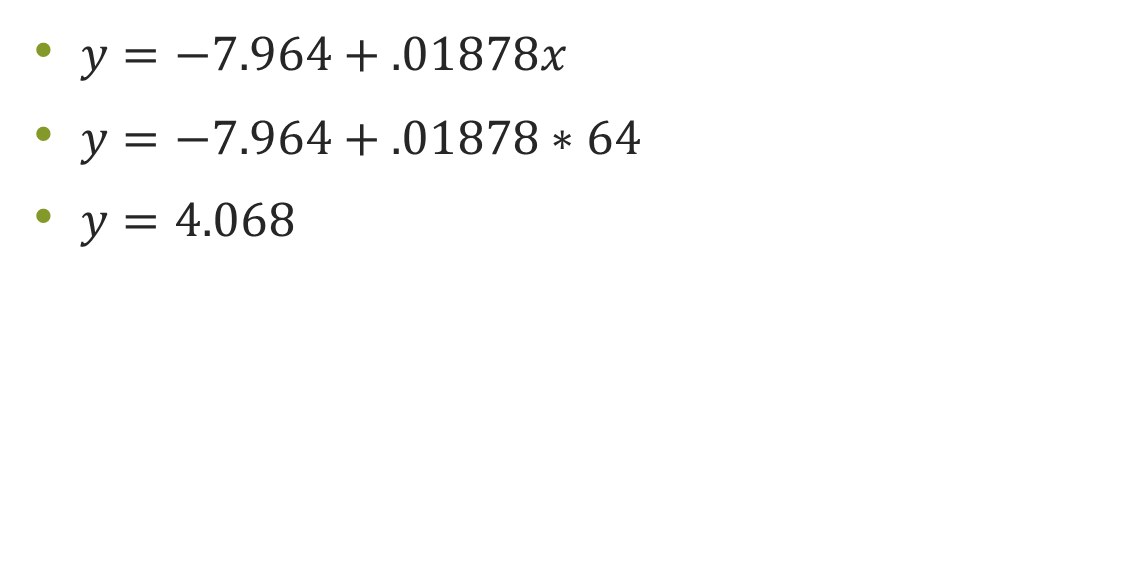 • y = −7.964 + .01878x
• y = −7.964 + .01878 ∗ 64
• y = 4.068